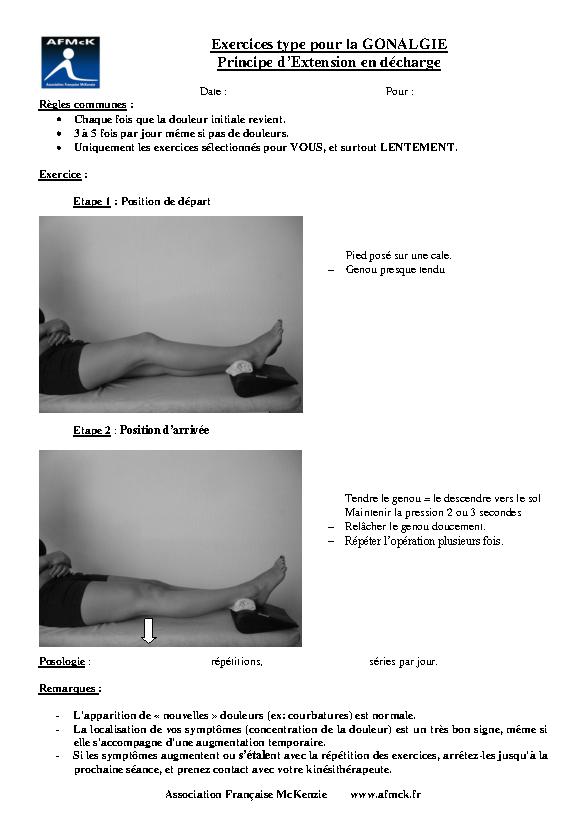 AFMcK
Association Française McKenzie
Exercices type pour la GONALGIE
Principe d'Extension en décharge
Date : Pour :
Règles communes :
• Chaque fois que la douleur initiale revient.
• 3 à 5 fois par jour même si pas de douleurs.
• Uniquement les exercices sélectionnés pour VOUS, et surtout LENTEMENT.
Exercice :
Etape 1 : Position de départ
Pied posé sur une cale.
– Genou presque tendu
Etape 2 : Position d'arrivée
Tendre le genou = le descendre vers le sol
Maintenir la pression 2 ou 3 secondes
– Relâcher le genou doucement.
– Répéter l'opération plusieurs fois.
Posologie : répétitions, séries par jour.
Remarques :
- L'apparition de « nouvelles » douleurs (ex: courbatures) est normale.
- La localisation de vos symptômes (concentration de la douleur) est un très bon signe, même si
elle s'accompagne d'une augmentation temporaire.
- Si les symptômes augmentent ou s'étalent avec la répétition des exercices, arrêtez-les jusqu'à la
prochaine séance, et prenez contact avec votre kinésithérapeute.
Association Française McKenzie www.afmck.fr